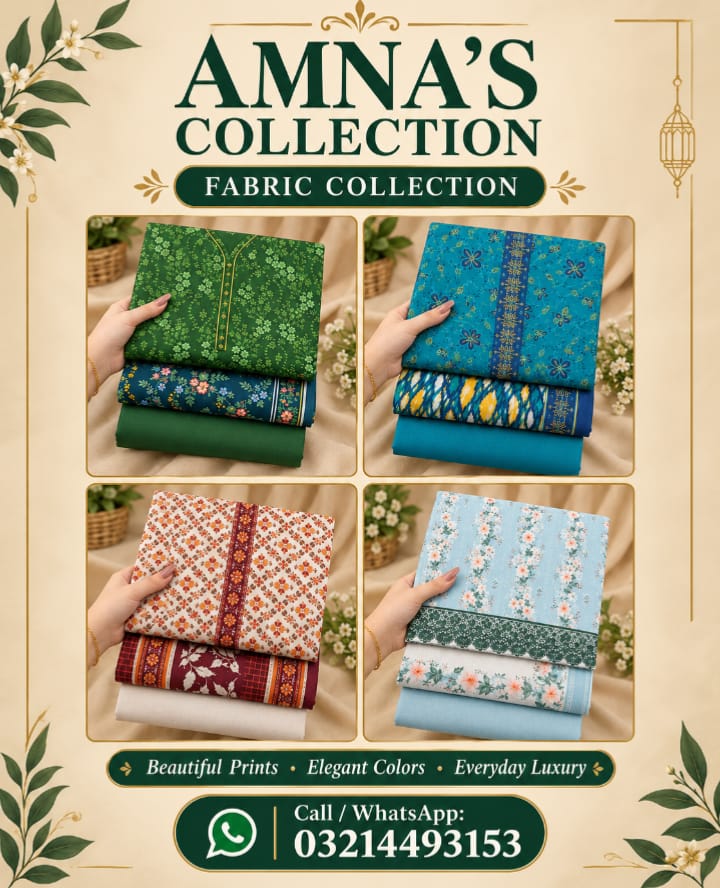 AMNA'S
COLLECTION
FABRIC COLLECTION
Beautiful Prints • Elegant Colors • Everyday Luxury
Call / WhatsApp:
03214493153